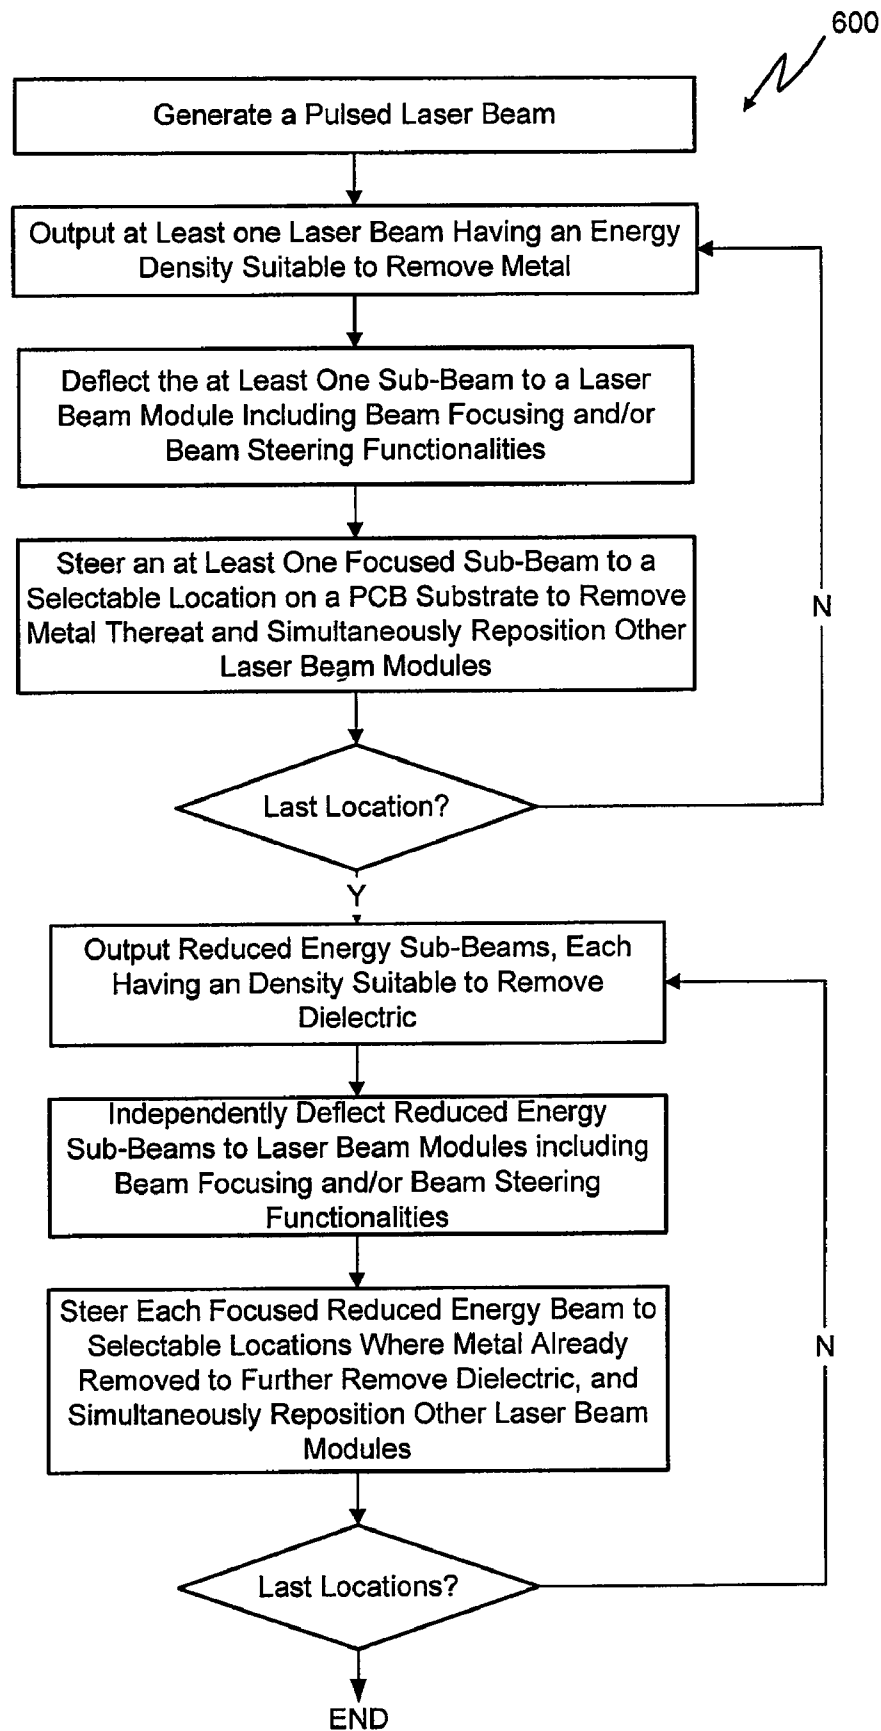 600
Generate a Pulsed Laser Beam
Output at Least one Laser Beam Having an Energy
Density Suitable to Remove Metal
Deflect the at Least One Sub-Beam to a Laser
Beam Module Including Beam Focusing and/or
Beam Steering Functionalities
Steer an at Least One Focused Sub-Beam to a
Selectable Location on a PCB Substrate to Remove
Metal Thereat and Simultaneously Reposition Other
Laser Beam Modules
N
Last Location?
Y
Output Reduced Energy Sub-Beams, Each
Having an Density Suitable to Remove
Dielectric
Independently Deflect Reduced Energy
Sub-Beams to Laser Beam Modules including
Beam Focusing and/or Beam Steering
Functionalities
Steer Each Focused Reduced Energy Beam to
Selectable Locations Where Metal Already
Removed to Further Remove Dielectric, and
Simultaneously Reposition Other Laser Beam
Modules
N
Last Locations?
END